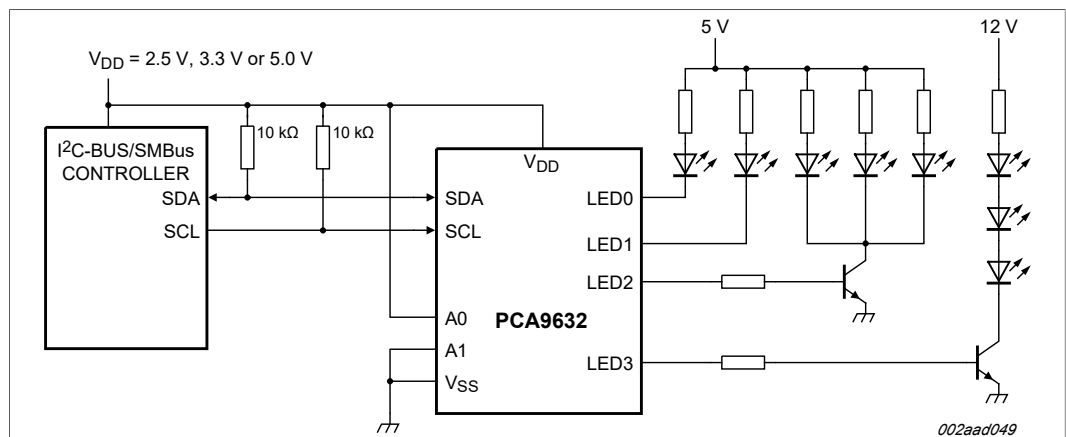 5 V
12 V
VDD = 2.5 V, 3.3 V or 5.0 V
10 kΩ
10 kΩ
I2C-BUS/SMBus
CONTROLLER
SDA
SCL
VDD
SDA
SCL
A0
A1
VSS
PCA9632
LED0
LED1
LED2
LED3
002aad049